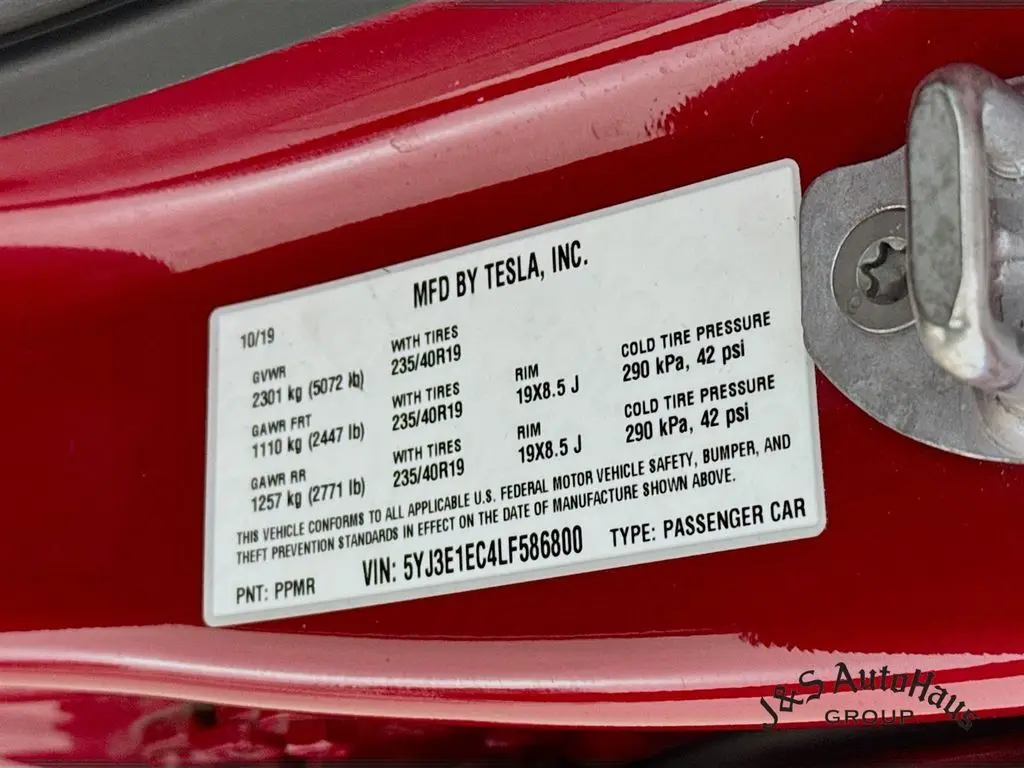 MFD BY TESLA, INC.
10/19
GVWR
2301 kg (5072 lb)
WITH TIRES
235/40R19
RIM
19X8.5 J
COLD TIRE PRESSURE
290 kPa, 42 psi
GAWR FRT
1110 kg (2447 lb)
WITH TIRES
235/40R19
RIM
19X8.5 J
COLD TIRE PRESSURE
290 kPa, 42 psi
GAWR RR
1257 kg (2771 lb)
WITH TIRES
235/40R19
THIS VEHICLE CONFORMS TO ALL APPLICABLE U.S. FEDERAL MOTOR VEHICLE SAFETY, BUMPER, AND
THEFT PREVENTION STANDARDS IN EFFECT ON THE DATE OF MANUFACTURE SHOWN ABOVE.
PNT: PPMR
VIN: 5YJ3E1EC4LF586800
TYPE: PASSENGER CAR
J&S AutoHaus
GROUP